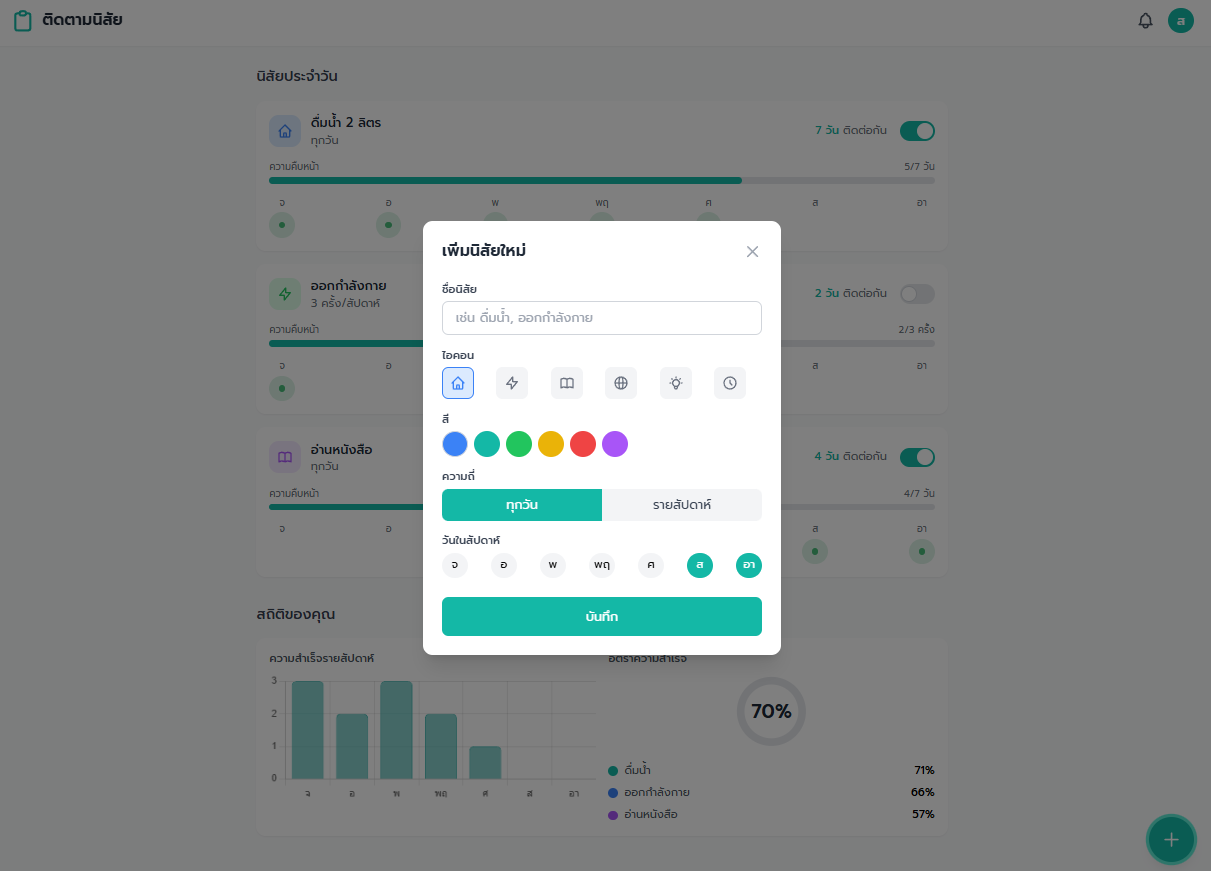 ติดตามนิสัย
ส
นิสัยประจำวัน
ดื่มน้ำ 2 ลิตร
ทุกวัน
7 วัน ติดต่อกัน
ความคืบหน้า
5/7 วัน
จ อ พ พฤ ศ ส อา
ออกกำลังกาย
3 ครั้ง/สัปดาห์
2 วัน ติดต่อกัน
ความคืบหน้า
2/3 ครั้ง
จ อ ส อา
อ่านหนังสือ
ทุกวัน
4 วัน ติดต่อกัน
ความคืบหน้า
4/7 วัน
จ อ ส อา
เพิ่มนิสัยใหม่
ชื่อนิสัย
เช่น ดื่มน้ำ, ออกกำลังกาย
ไอคอน
สี
ความถี่
ทุกวัน รายสัปดาห์
วันในสัปดาห์
จ อ พ พฤ ศ ส อา
บันทึก
สถิติของคุณ
ความสำเร็จรายสัปดาห์
3
2
1
0
จ อ พ พฤ ศ ส อา
อัตราความสำเร็จ
70%
ดื่มน้ำ 71%
ออกกำลังกาย 66%
อ่านหนังสือ 57%